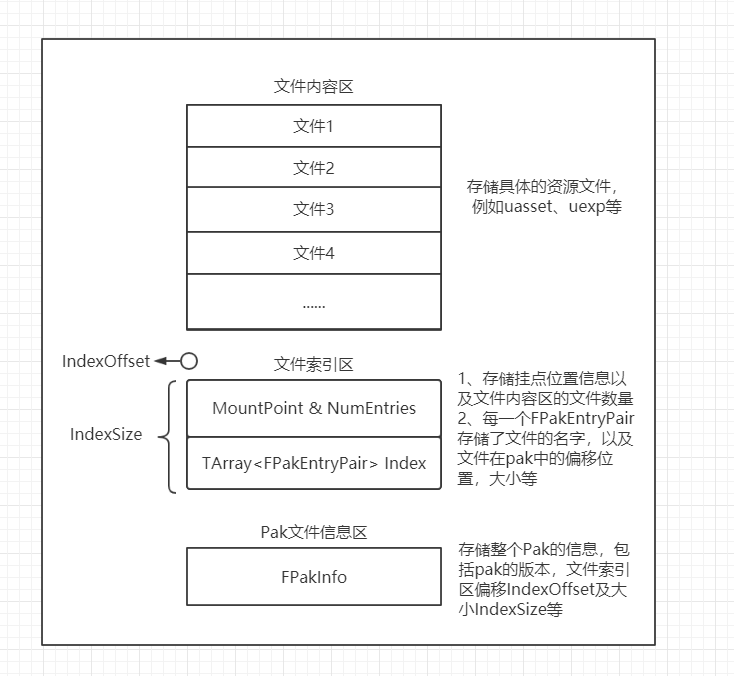 文件内容区
文件1
文件2
文件3
文件4
......
存储具体的资源文件，
例如uasset、uexp等
IndexOffset
文件索引区
MountPoint & NumEntries
IndexSize
TArray<FPakEntryPair> Index
1、存储挂点位置信息以
及文件内容区的文件数量
2、每一个FPakEntryPair
存储了文件的名字，以及
文件在pak中的偏移位
置，大小等
Pak文件信息区
FPakInfo
存储整个Pak的信息，包
括pak的版本，文件索引
区偏移IndexOffset及大
小IndexSize等